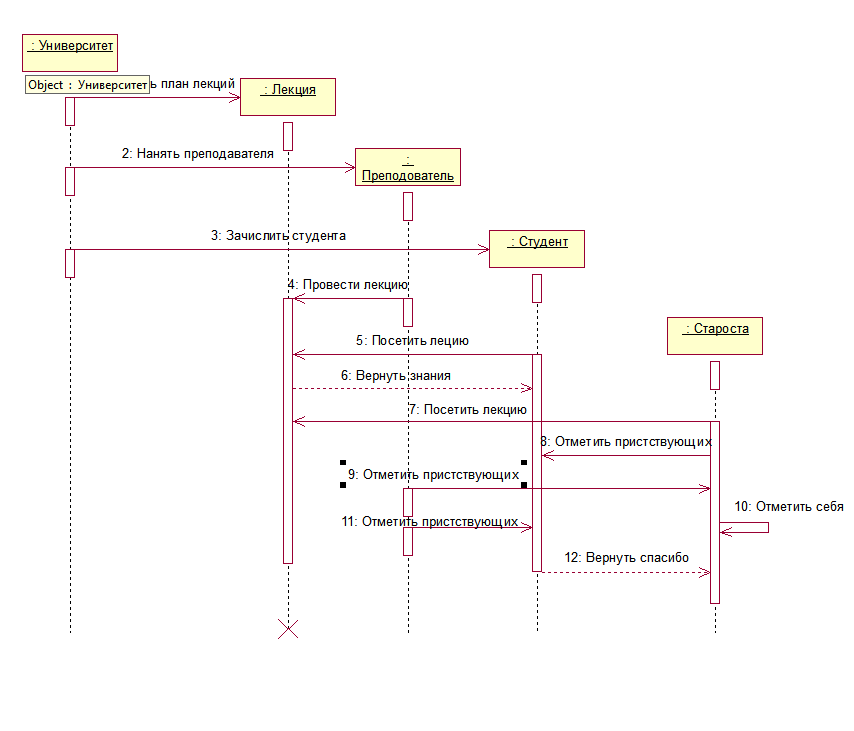 : Университет
Object : Университет
ь план лекций
: Лекция
2: Нанять преподавателя
:
Преподователь
3: Зачислить студента
: Студент
4: Провести лекцию
: Староста
5: Посетить лецию
6: Вернуть знания
7: Посетить лекцию
8: Отметить пристствующих
9: Отметить пристствующих
10: Отметить себя
11: Отметить пристствующих
12: Вернуть спасибо